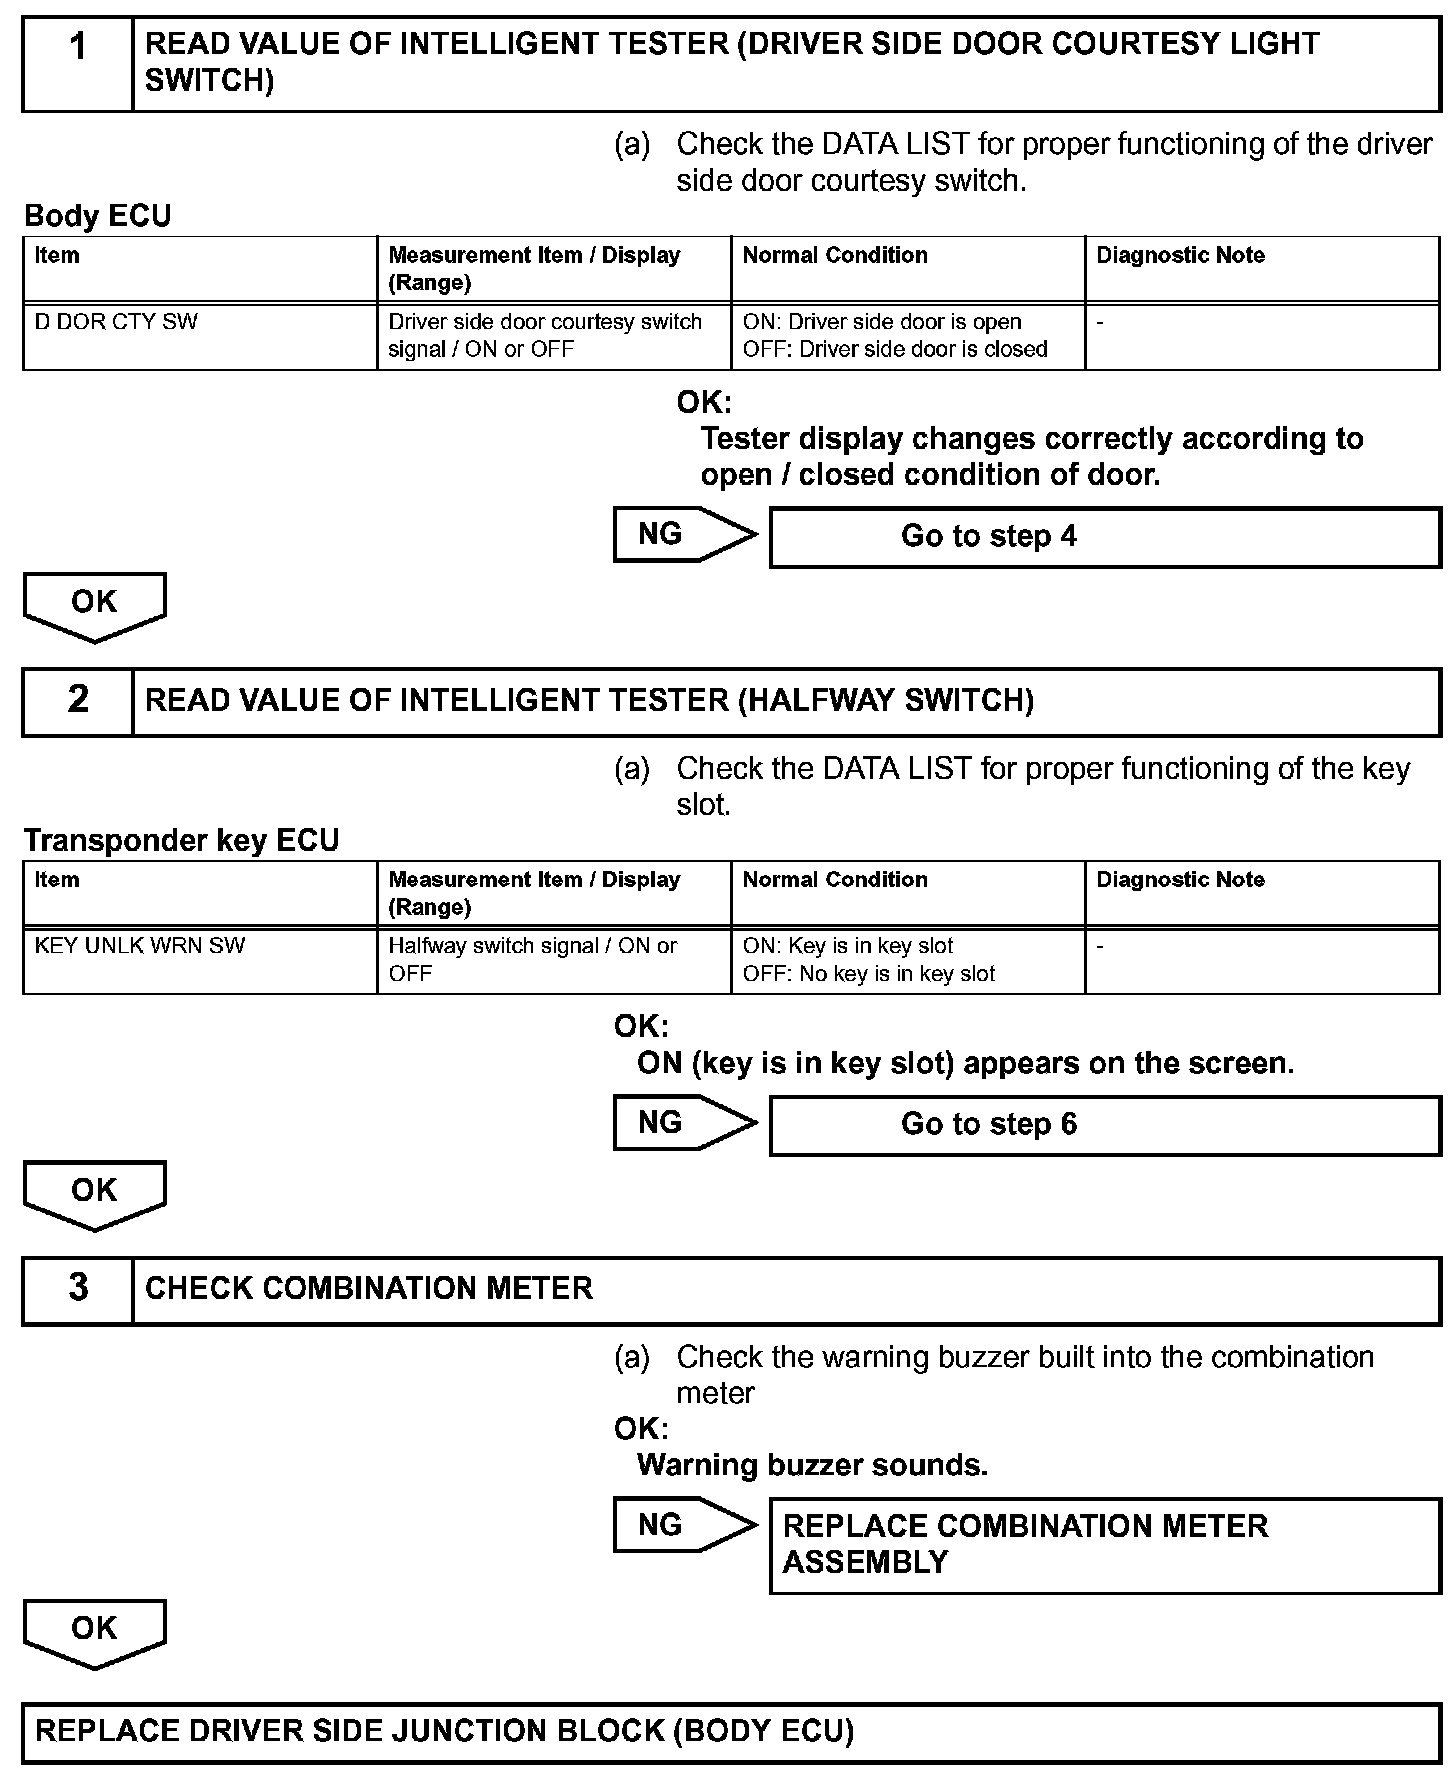 1
READ VALUE OF INTELLIGENT TESTER (DRIVER SIDE DOOR COURTESY LIGHT
SWITCH)
(a) Check the DATA LIST for proper functioning of the driver
side door courtesy switch.
Body ECU
Item
Measurement Item / Display
(Range)
Normal Condition
Diagnostic Note
D DOR CTY SW
Driver side door courtesy switch
signal / ON or OFF
ON: Driver side door is open
OFF: Driver side door is closed
-
OK:
Tester display changes correctly according to
open / closed condition of door.
NG
Go to step 4
OK
2
READ VALUE OF INTELLIGENT TESTER (HALFWAY SWITCH)
(a) Check the DATA LIST for proper functioning of the key
slot.
Transponder key ECU
Item
Measurement Item / Display
(Range)
Normal Condition
Diagnostic Note
KEY UNLK WRN SW
Halfway switch signal / ON or
OFF
ON: Key is in key slot
OFF: No key is in key slot
-
OK:
ON (key is in key slot) appears on the screen.
NG
Go to step 6
OK
3
CHECK COMBINATION METER
(a) Check the warning buzzer built into the combination
meter
OK:
Warning buzzer sounds.
NG
REPLACE COMBINATION METER
ASSEMBLY
OK
REPLACE DRIVER SIDE JUNCTION BLOCK (BODY ECU)